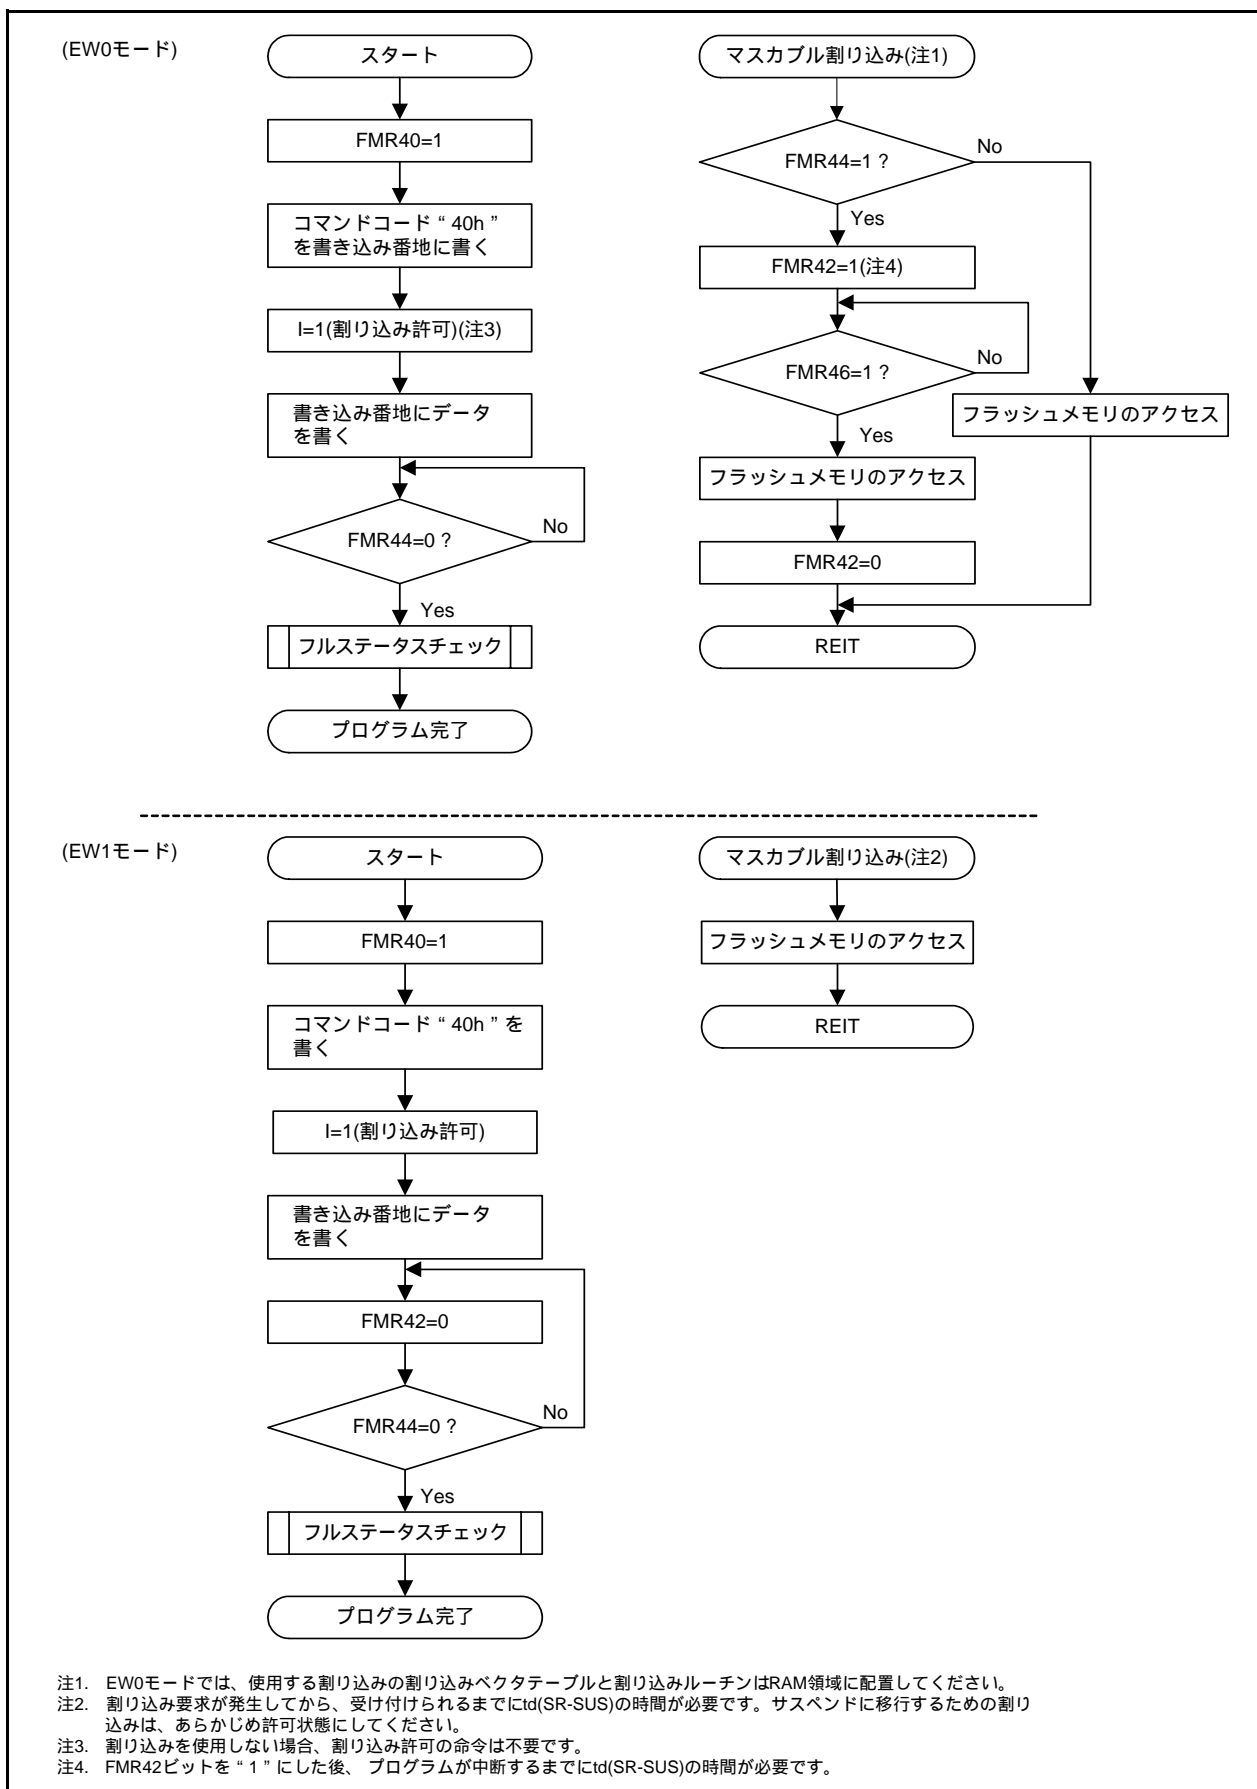 (EW0モード)
スタート
FMR40=1
コマンドコード“40h”
を書き込み番地に書く
I=1(割り込み許可)(注3)
書き込み番地にデータ
を書く
FMR44=0 ?
No
Yes
フルステータスチェック
プログラム完了
マスカブル割り込み(注1)
FMR44=1 ?
No
Yes
FMR42=1(注4)
FMR46=1 ?
No
Yes
フラッシュメモリのアクセス
フラッシュメモリのアクセス
FMR42=0
REIT
(EW1モード)
スタート
FMR40=1
コマンドコード“40h”を
書く
I=1(割り込み許可)
書き込み番地にデータ
を書く
FMR42=0
FMR44=0 ?
No
Yes
フルステータスチェック
プログラム完了
マスカブル割り込み(注2)
フラッシュメモリのアクセス
REIT
注1. EW0モードでは、使用する割り込みの割り込みベクタテーブルと割り込みルーチンはRAM領域に配置してください。
注2. 割り込み要求が発生してから、受け付けられるまでにtd(SR-SUS)の時間が必要です。サスペンドに移行するための割り
込みは、あらかじめ許可状態にしてください。
注3. 割り込みを使用しない場合、割り込み許可の命令は不要です。
注4. FMR42ビットを“1”にした後、プログラムが中断するまでにtd(SR-SUS)の時間が必要です。